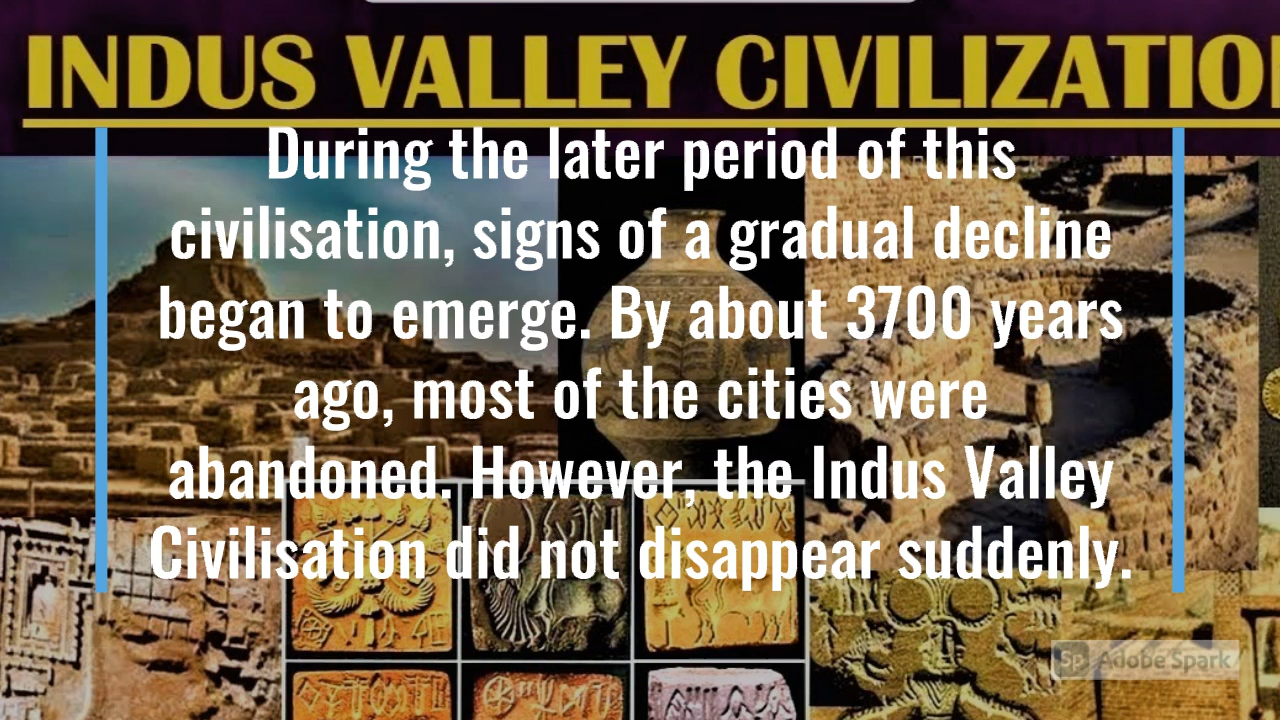 INDUS VALLEY CIVILIZATIO
During the later period of this
civilisation, signs of a gradual decline
began to emerge. By about 3700 years
ago, most of the cities were
abandoned. However, the Indus Valley
Civilisation did not disappear suddenly.
Sp Adobe Spark